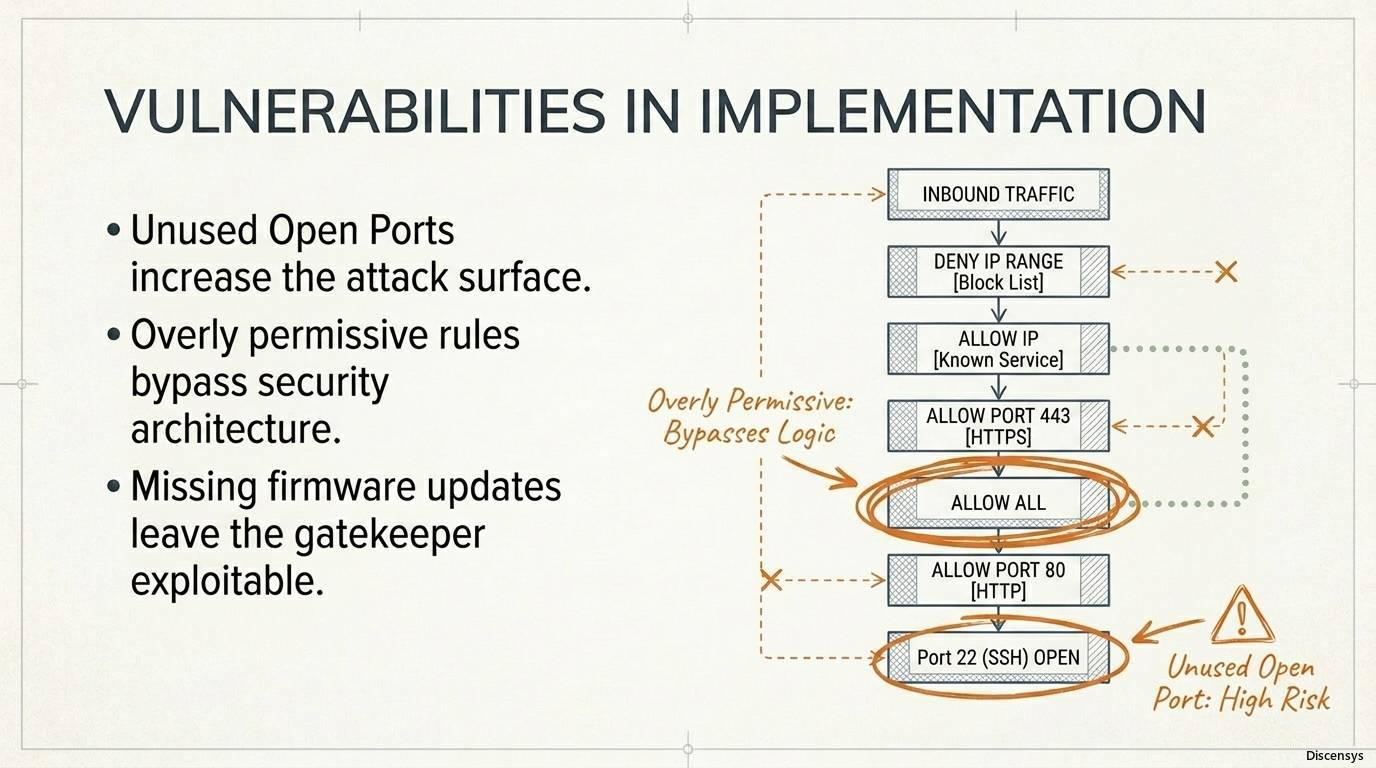 VULNERABILITIES IN IMPLEMENTATION
• Unused Open Ports
increase the attack surface.
• Overly permissive rules
bypass security
architecture.
• Missing firmware updates
leave the gatekeeper
exploitable.
INBOUND TRAFFIC
DENY IP RANGE
[Block List]
ALLOW IP
[Known Service]
ALLOW PORT 443
[HTTPS]
Overly Permissive:
Bypasses Logic
ALLOW ALL
ALLOW PORT 80
[HTTP]
Port 22 (SSH) OPEN
Unused Open
Port: High Risk
Discensys